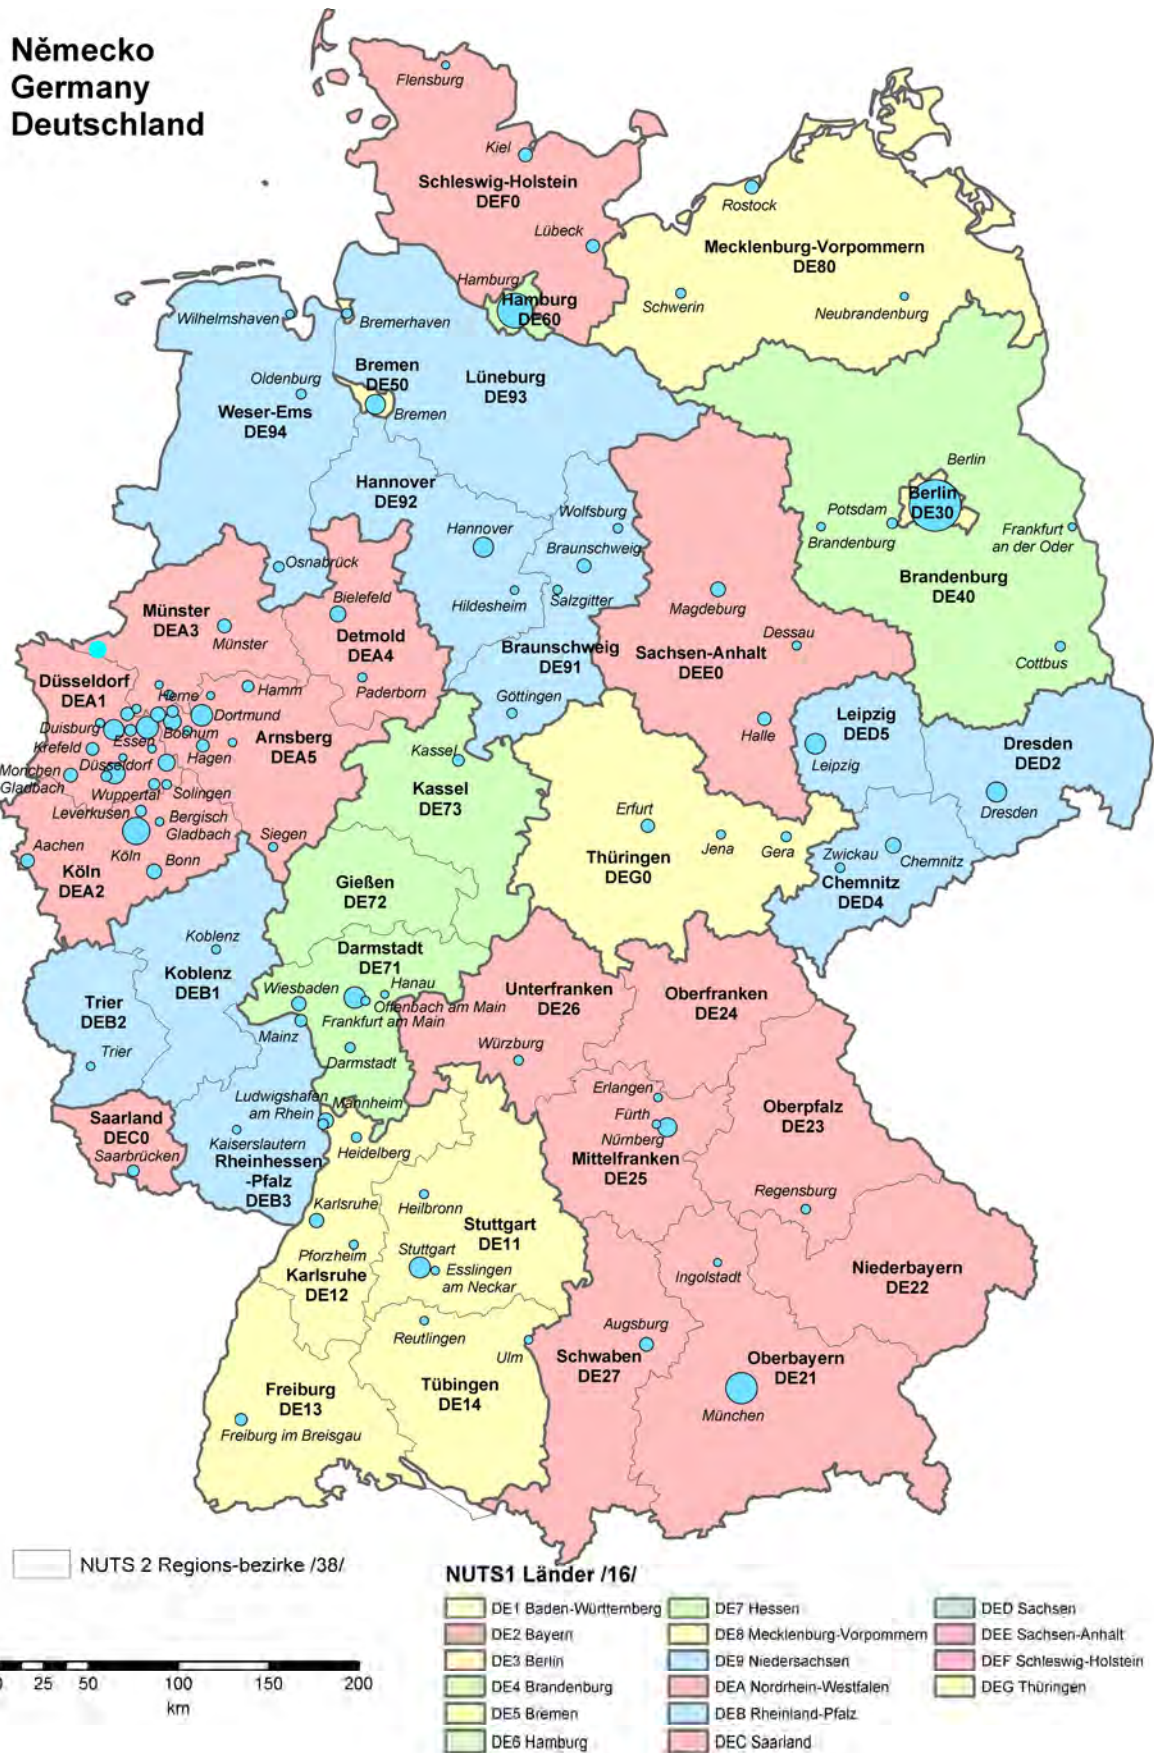 Německo
Germany
Deutschland
Flensburg
Kiel
Schleswig-Holstein
DEF0
Lübeck
Rostock
Mecklenburg-Vorpommern
DE80
Schwerin
Neubrandenburg
Hamburg
Hamburg
DE60
Wilhelmshaven
Bremerhaven
Bremen
DE50
Bremen
Oldenburg
Weser-Ems
DE94
Lüneburg
DE93
Hannover
DE92
Hannover
Wolfsburg
Braunschweig
Hildesheim
Salzgitter
Braunschweig
DE91
Göttingen
Osnabrück
Berlin
Berlin
DE30
Potsdam
Brandenburg
Frankfurt
an der Oder
Brandenburg
DE40
Cottbus
Magdeburg
Dessau
Sachsen-Anhalt
DEE0
Halle
Münster
DEA3
Münster
Bielefeld
Detmold
DEA4
Paderborn
Düsseldorf
DEA1
Herne
Hamm
Dortmund
Duisburg
Bochum
Essen
Krefeld
Hagen
Arnsberg
DEA5
Düsseldorf
Mönchen
Gladbach
Wuppertal
Solingen
Leverkusen
Bergisch
Gladbach
Siegen
Aachen
Köln
Bonn
Köln
DEA2
Kassel
Kassel
DE73
Gießen
DE72
Darmstadt
DE71
Wiesbaden
Hanau
Offenbach am Main
Frankfurt am Main
Darmstadt
Leipzig
DED5
Leipzig
Dresden
DED2
Dresden
Zwickau
Chemnitz
Chemnitz
DED4
Erfurt
Thüringen
DEG0
Jena
Gera
Koblenz
Koblenz
DEB1
Trier
DEB2
Trier
Mainz
Ludwigshafen
am Rhein
Mannheim
Kaiserslautern
Rheinhessen
-Pfalz
DEB3
Saarland
DEC0
Saarbrücken
Unterfranken
DE26
Würzburg
Oberfranken
DE24
Erlangen
Fürth
Nürnberg
Mittelfranken
DE25
Oberpfalz
DE23
Regensburg
Heidelberg
Karlsruhe
Pforzheim
Karlsruhe
DE12
Heilbronn
Stuttgart
DE11
Stuttgart
Esslingen
am Neckar
Reutlingen
Ulm
Tübingen
DE14
Freiburg
DE13
Freiburg im Breisgau
Ingolstadt
Niederbayern
DE22
Augsburg
Schwaben
DE27
Oberbayern
DE21
München
NUTS 2 Regions-bezirke /38/
0 25 50 100 150 200
km
NUTS1 Länder /16/
DE1 Baden-Württemberg
DE2 Bayern
DE3 Berlin
DE4 Brandenburg
DE5 Bremen
DE6 Hamburg
DE7 Hessen
DE8 Mecklenburg-Vorpommern
DE9 Niedersachsen
DEA Nordrhein-Westfalen
DEB Rheinland-Pfalz
DEC Saarland
DED Sachsen
DEE Sachsen-Anhalt
DEF Schleswig-Holstein
DEG Thüringen